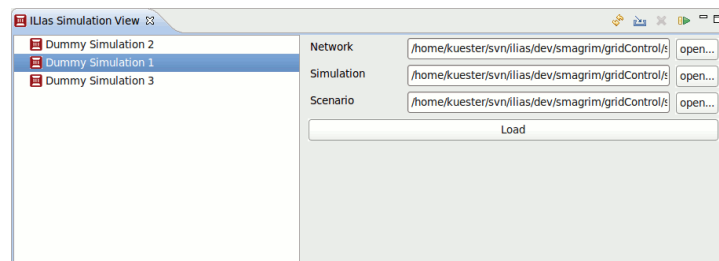 ILIas Simulation View
Dummy Simulation 2
Dummy Simulation 1
Dummy Simulation 3
Network /home/kuester/svn/ilias/dev/smagrim/gridControl/s open...
Simulation /home/kuester/svn/ilias/dev/smagrim/gridControl/s open...
Scenario /home/kuester/svn/ilias/dev/smagrim/gridControl/s open...
Load